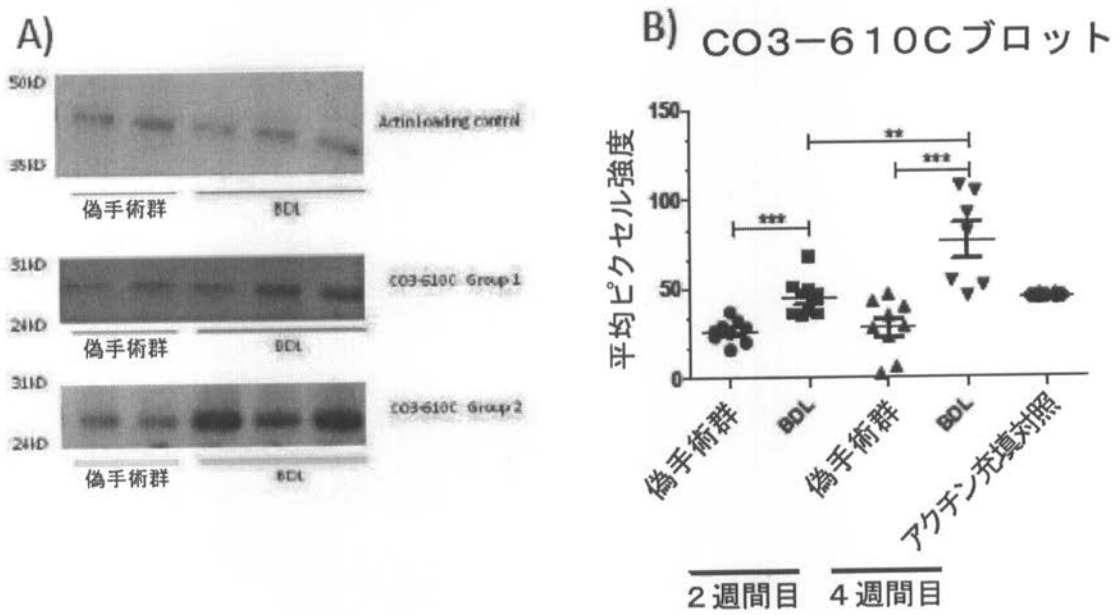 A)
50kD
35kD
Actin loading control
偽手術群
BDL
31kD
24kD
CO3-610C Group 1
偽手術群
BDL
31kD
24kD
CO3-610C Group 2
偽手術群
BDL
B)
CO3−610Cブロット
平均ピクセル強度
150
100
50
0
**
***
***
偽手術群
BDL
偽手術群
BDL
アクチン充填対照
2週間目
4週間目